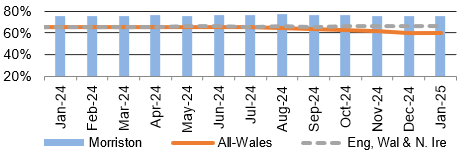 80%
60%
40%
20%
Jan-24
Feb-24
Mar-24
Apr-24
May-24
Jun-24
Jul-24
Aug-24
Sep-24
Oct-24
Nov-24
Dec-24
Jan-25
Morriston All-Wales Eng, Wal & N. Ire